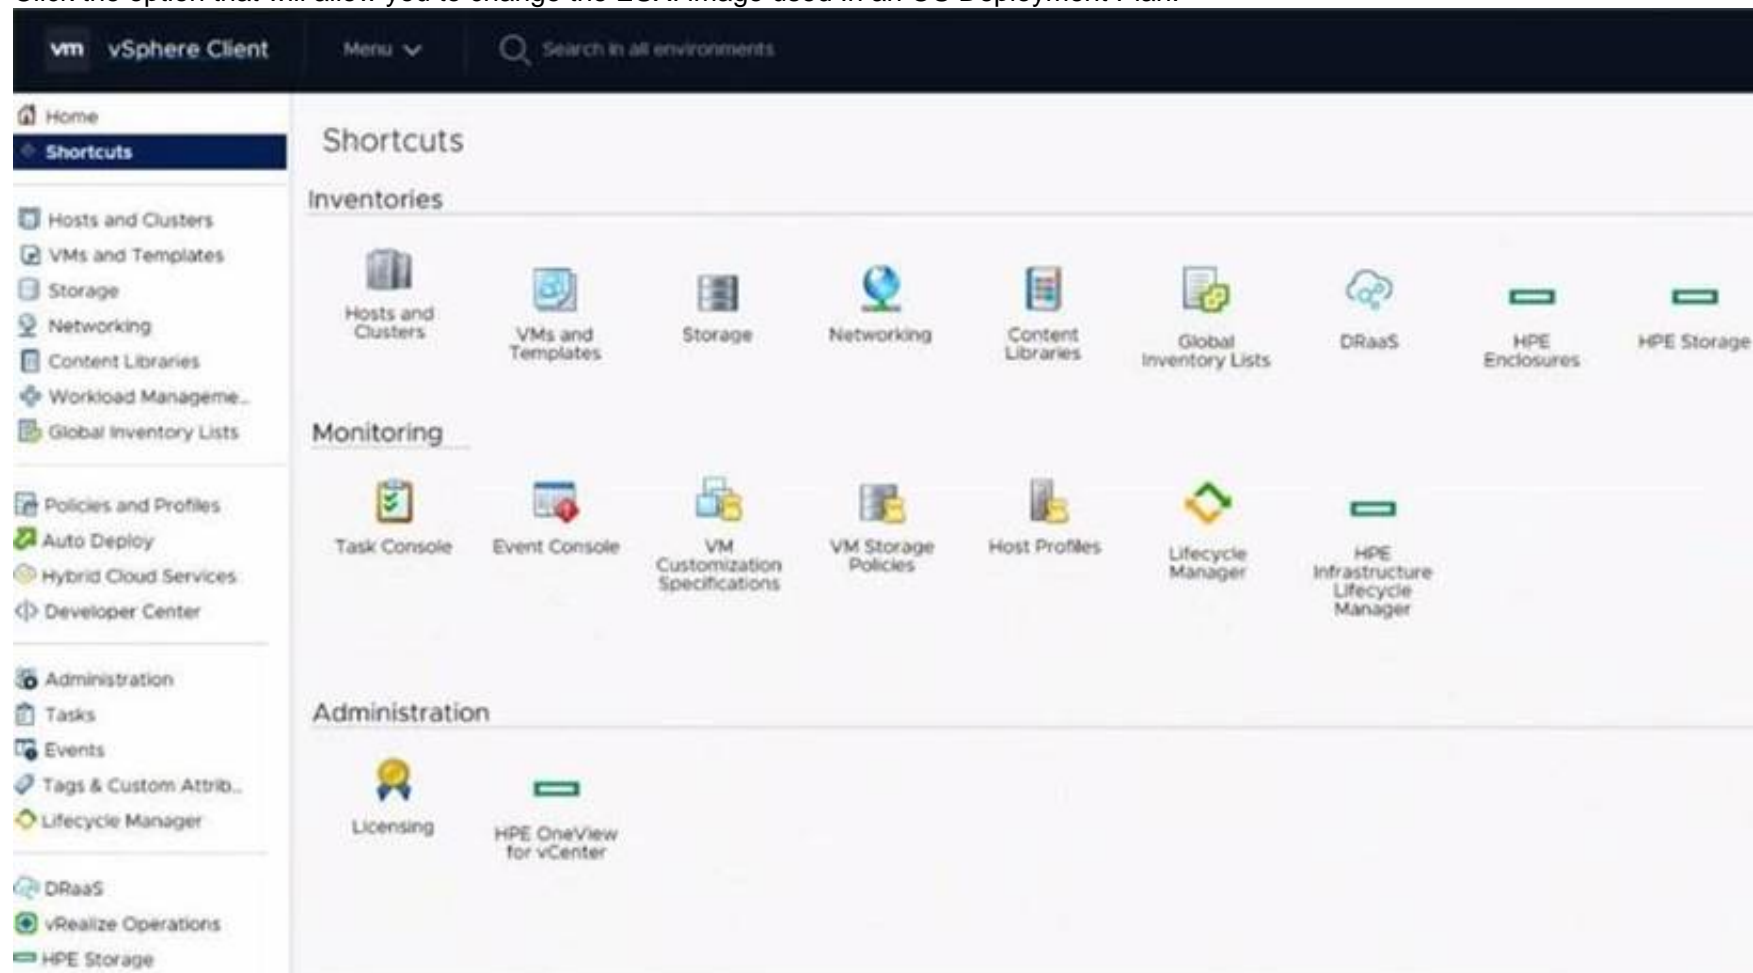 vm vSphere Client Menu Search in all environments
Home
Shortcuts
Hosts and Clusters
VMs and Templates
Storage
Networking
Content Libraries
Workload Manageme...
Global Inventory Lists
Policies and Profiles
Auto Deploy
Hybrid Cloud Services
Developer Center
Administration
Tasks
Events
Tags & Custom Attrib...
Lifecycle Manager
DRaaS
vRealize Operations
HPE Storage
Shortcuts
Inventories
Hosts and
Clusters
VMs and
Templates
Storage
Networking
Content
Libraries
Global
Inventory Lists
DRaaS
HPE
Enclosures
HPE Storage
Monitoring
Task Console
Event Console
VM
Customization
Specifications
VM Storage
Policies
Host Profiles
Lifecycle
Manager
HPE
Infrastructure
Lifecycle
Manager
Administration
Licensing
HPE OneView
for vCenter